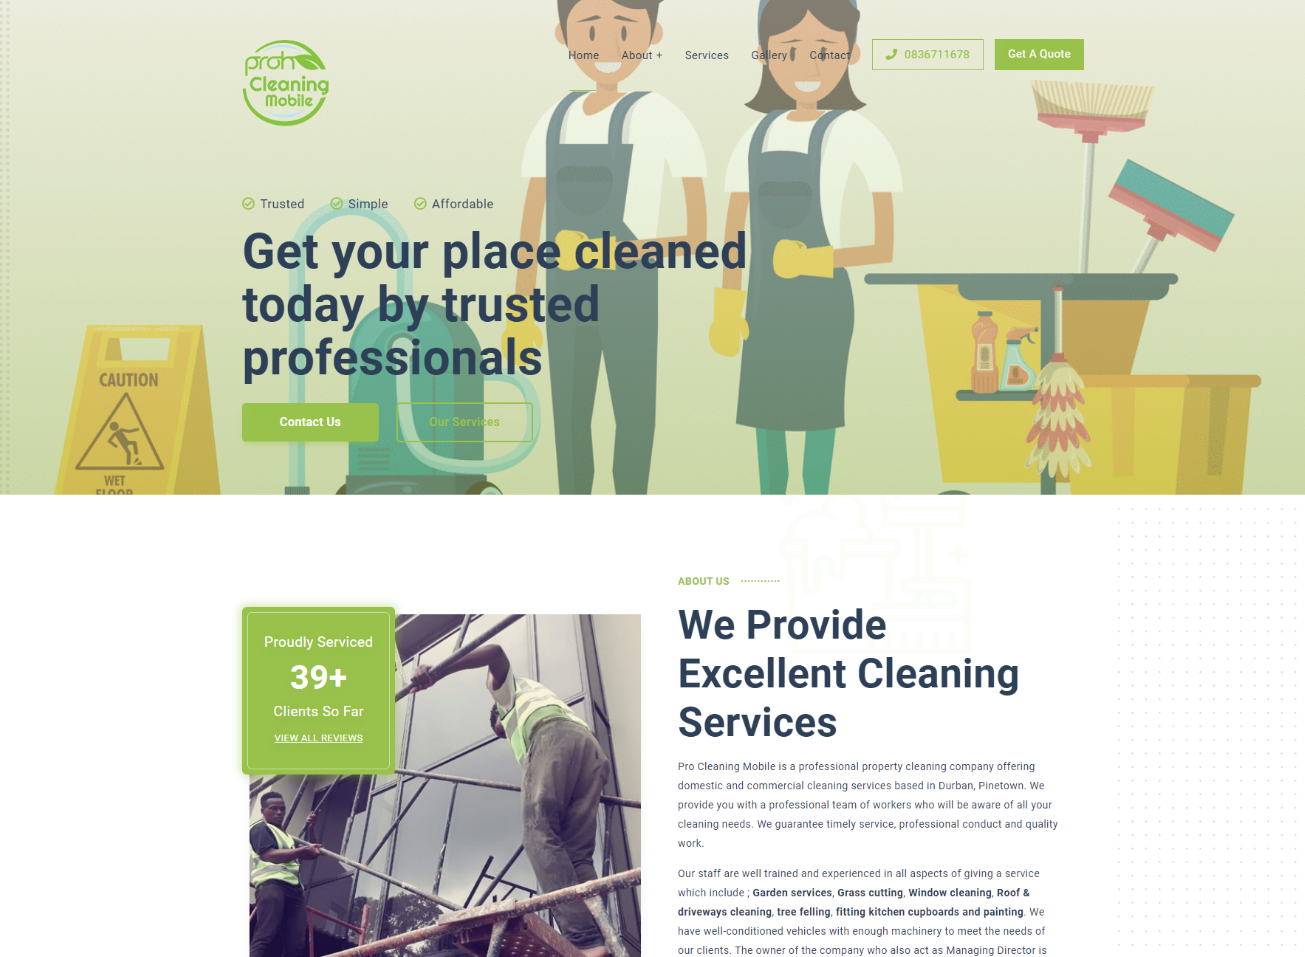 proh
Cleaning
Mobile
Home
About +
Services
Gallery
Contact
0836711678
Get A Quote
Trusted
Simple
Affordable
Get your place cleaned
today by trusted
professionals
Contact Us
Our Services
CAUTION
WET
FLOOR
ABOUT US
We Provide
Excellent Cleaning
Services
Proudly Serviced
39+
Clients So Far
VIEW ALL REVIEWS
Pro Cleaning Mobile is a professional property cleaning company offering
domestic and commercial cleaning services based in Durban, Pinetown. We
provide you with a professional team of workers who will be aware of all your
cleaning needs. We guarantee timely service, professional conduct and quality
work.
Our staff are well trained and experienced in all aspects of giving a service
which include ; Garden services, Grass cutting, Window cleaning, Roof &
driveways cleaning, tree felling, fitting kitchen cupboards and painting. We
have well-conditioned vehicles with enough machinery to meet the needs of
our clients. The owner of the company who also act as Managing Director is